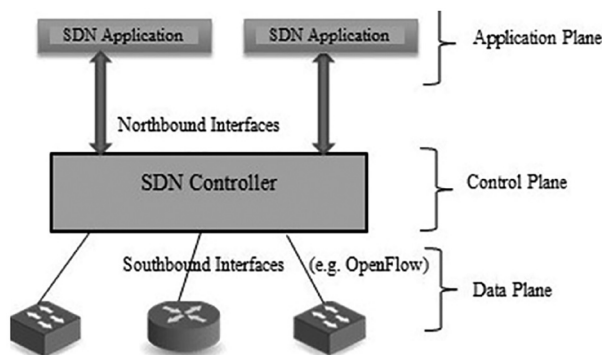 SDN Application
SDN Application
Application Plane
Northbound Interfaces
SDN Controller
Control Plane
Southbound Interfaces (e.g. OpenFlow)
Data Plane